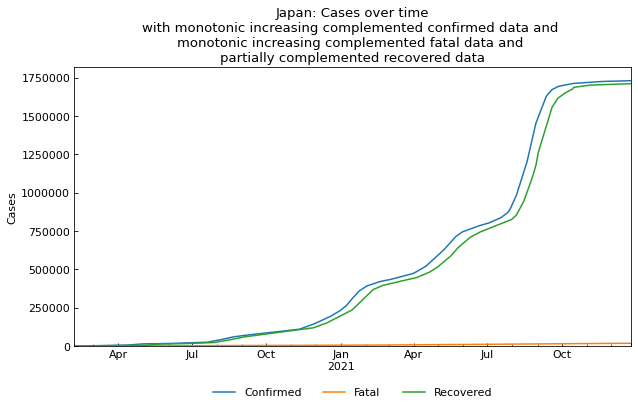 Japan: Cases over time
with monotonic increasing complemented confirmed data and
monotonic increasing complemented fatal data and
partially complemented recovered data
1750000
1500000
1250000
1000000
750000
500000
250000
0
Cases
Apr Jul Oct Jan Apr Jul Oct
2021
Confirmed Fatal Recovered